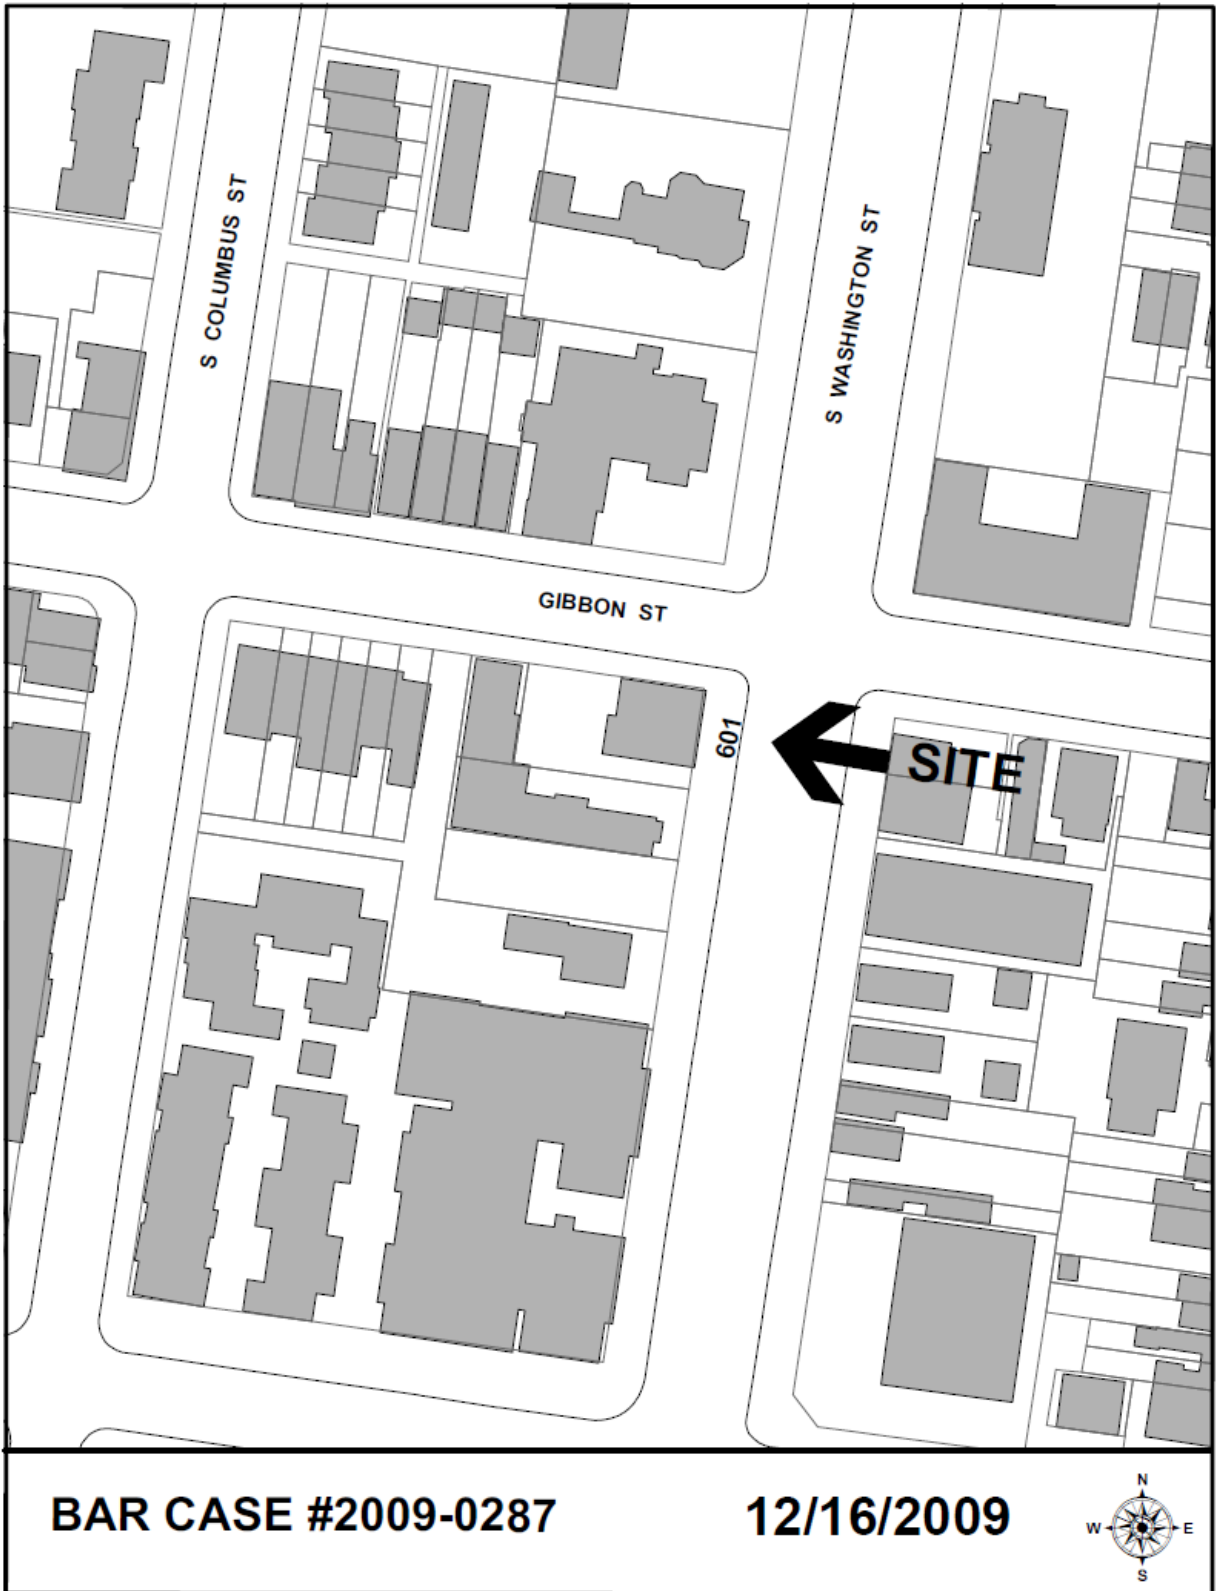 S COLUMBUS ST
S WASHINGTON ST
GIBBON ST
601
SITE
BAR CASE #2009-0287
12/16/2009
N
W E
S